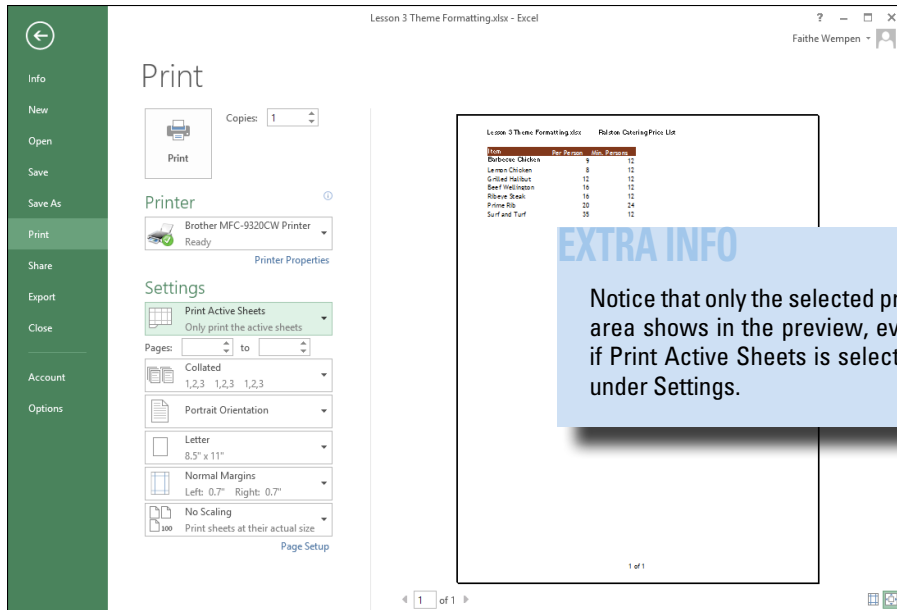 Lesson 3 Theme Formatting.xlsx - Excel
?
Faithe Wempen
Info
New
Open
Save
Save As
Print
Share
Export
Close
Account
Options
Print
Print
Copies: 1
Printer
Brother MFC-9320CW Printer
Ready
Printer Properties
Settings
Print Active Sheets
Only print the active sheets
Pages: to
Collated
1,2,3 1,2,3 1,2,3
Portrait Orientation
Letter
8.5" x 11"
Normal Margins
Left: 0.7" Right: 0.7"
No Scaling
100 Print sheets at their actual size
Page Setup
Lesson 3 Theme Formatting.xlsx Ralston Catering Price List
Item Per Person Min. Persons
Barbecue Chicken 9 12
Lemon Chicken 8 12
Grilled Halibut 12 12
Beef Wellington 16 12
Ribeye Steak 16 12
Prime Rib 20 24
Surf and Turf 35 12
EXTRA INFO
Notice that only the selected pr
area shows in the preview, ev
if Print Active Sheets is select
under Settings.
1 of 1
1 of 1